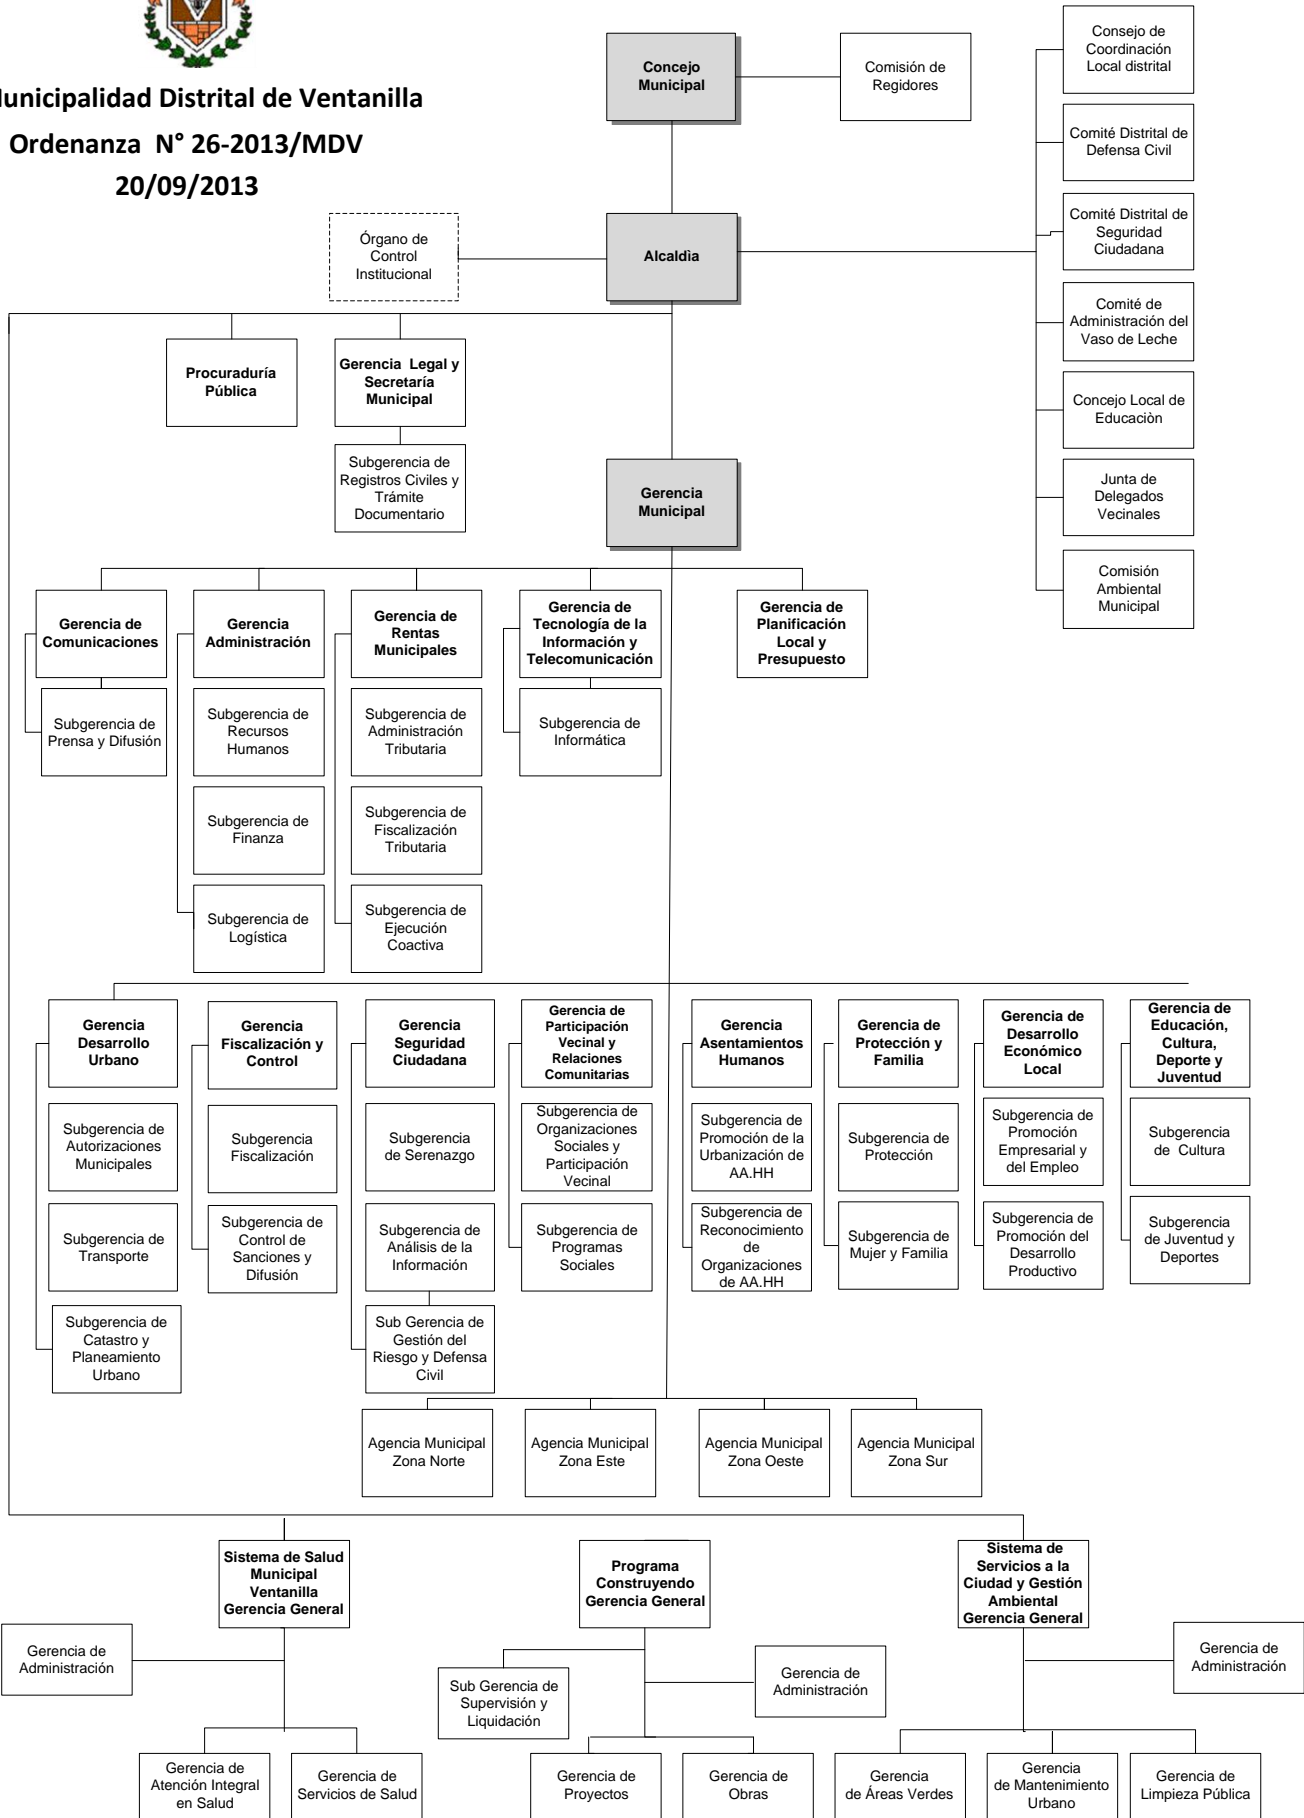 Municipalidad Distrital de Ventanilla
Ordenanza N° 26-2013/MDV
20/09/2013
Concejo
Municipal
Comisión de
Regidores
Consejo de
Coordinación
Local distrital
Comité Distrital de
Defensa Civil
Comité Distrital de
Seguridad
Ciudadana
Comité de
Administración del
Vaso de Leche
Concejo Local de
Educaciòn
Junta de
Delegados
Vecinales
Comisión
Ambiental
Municipal
Órgano de
Control
Institucional
Alcaldìa
Procuraduría
Pública
Gerencia Legal y
Secretaría
Municipal
Subgerencia de
Registros Civiles y
Trámite
Documentario
Gerencia
Municipal
Gerencia de
Comunicaciones
Subgerencia de
Prensa y Difusión
Gerencia
Administración
Subgerencia de
Recursos
Humanos
Subgerencia de
Finanza
Subgerencia de
Logística
Gerencia de
Rentas
Municipales
Subgerencia de
Administración
Tributaria
Subgerencia de
Fiscalización
Tributaria
Subgerencia de
Ejecución
Coactiva
Gerencia de
Tecnología de la
Información y
Telecomunicación
Subgerencia de
Informática
Gerencia de
Planificación
Local y
Presupuesto
Gerencia
Desarrollo
Urbano
Subgerencia de
Autorizaciones
Municipales
Subgerencia de
Transporte
Subgerencia de
Catastro y
Planeamiento
Urbano
Gerencia
Fiscalización y
Control
Subgerencia
Fiscalización
Subgerencia de
Control de
Sanciones y
Difusión
Gerencia
Seguridad
Ciudadana
Subgerencia
de Serenazgo
Subgerencia de
Análisis de la
Información
Sub Gerencia de
Gestión del
Riesgo y Defensa
Civil
Gerencia de
Participación
Vecinal y
Relaciones
Comunitarias
Subgerencia de
Organizaciones
Sociales y
Participación
Vecinal
Subgerencia de
Programas
Sociales
Gerencia
Asentamientos
Humanos
Subgerencia de
Promoción de la
Urbanización de
AA.HH
Subgerencia de
Reconocimiento
de
Organizaciones
de AA.HH
Gerencia de
Protección y
Familia
Subgerencia de
Protección
Subgerencia de
Mujer y Familia
Gerencia de
Desarrollo
Económico
Local
Subgerencia de
Promoción
Empresarial y
del Empleo
Subgerencia de
Promoción del
Desarrollo
Productivo
Gerencia de
Educación,
Cultura,
Deporte y
Juventud
Subgerencia
de Cultura
Subgerencia
de Juventud y
Deportes
Agencia Municipal
Zona Norte
Agencia Municipal
Zona Este
Agencia Municipal
Zona Oeste
Agencia Municipal
Zona Sur
Sistema de Salud
Municipal
Ventanilla
Gerencia General
Gerencia de
Administración
Gerencia de
Atención Integral
en Salud
Gerencia de
Servicios de Salud
Programa
Construyendo
Gerencia General
Sub Gerencia de
Supervisión y
Liquidación
Gerencia de
Administración
Gerencia de
Proyectos
Gerencia de
Obras
Sistema de
Servicios a la
Ciudad y Gestión
Ambiental
Gerencia General
Gerencia de
Administración
Gerencia
de Áreas Verdes
Gerencia
de Mantenimiento
Urbano
Gerencia de
Limpieza Pública